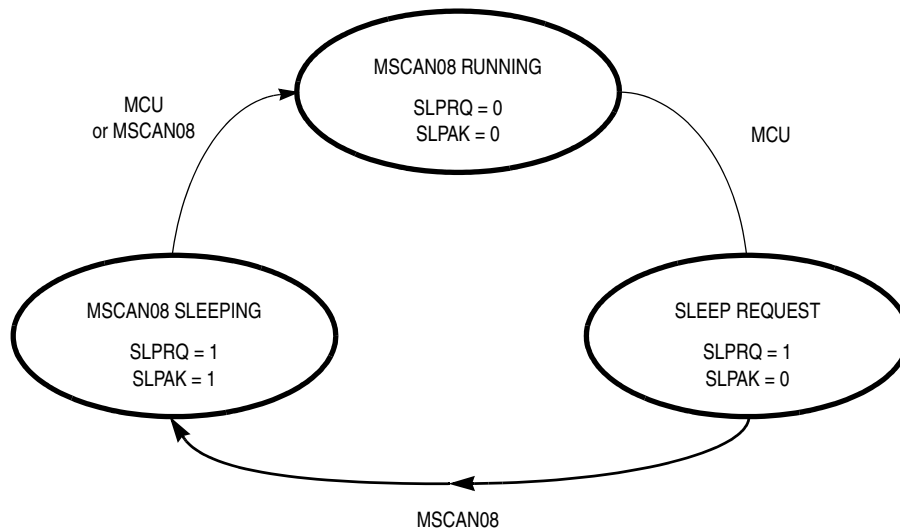 MSCAN08 RUNNING
SLPRQ = 0
SLPAK = 0
MCU
or MSCAN08
MCU
MSCAN08 SLEEPING
SLPRQ = 1
SLPAK = 1
SLEEP REQUEST
SLPRQ = 1
SLPAK = 0
MSCAN08